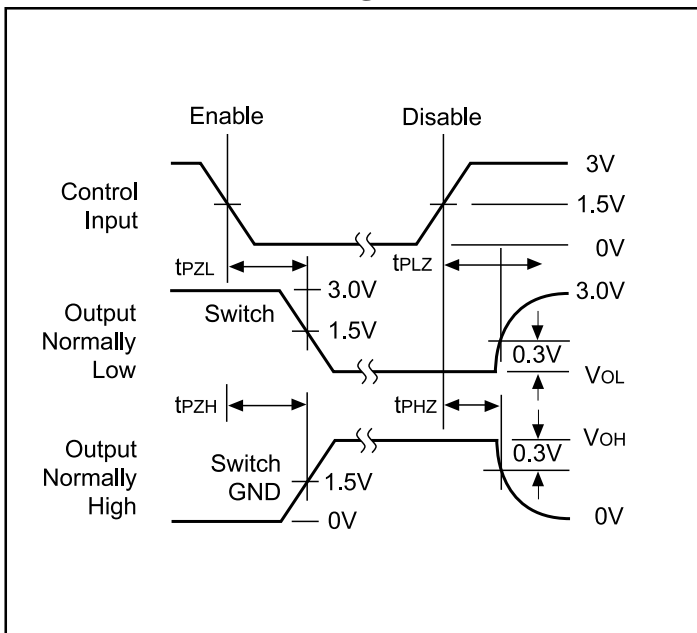 Enable
Disable
Control
Input
3V
1.5V
0V
tPZL
tPLZ
3.0V
3.0V
Output
Normally
Low
Switch
1.5V
0.3V
VOL
tPZH
tPHZ
VOH
Output
Normally
High
Switch
GND
1.5V
0.3V
0V
0V